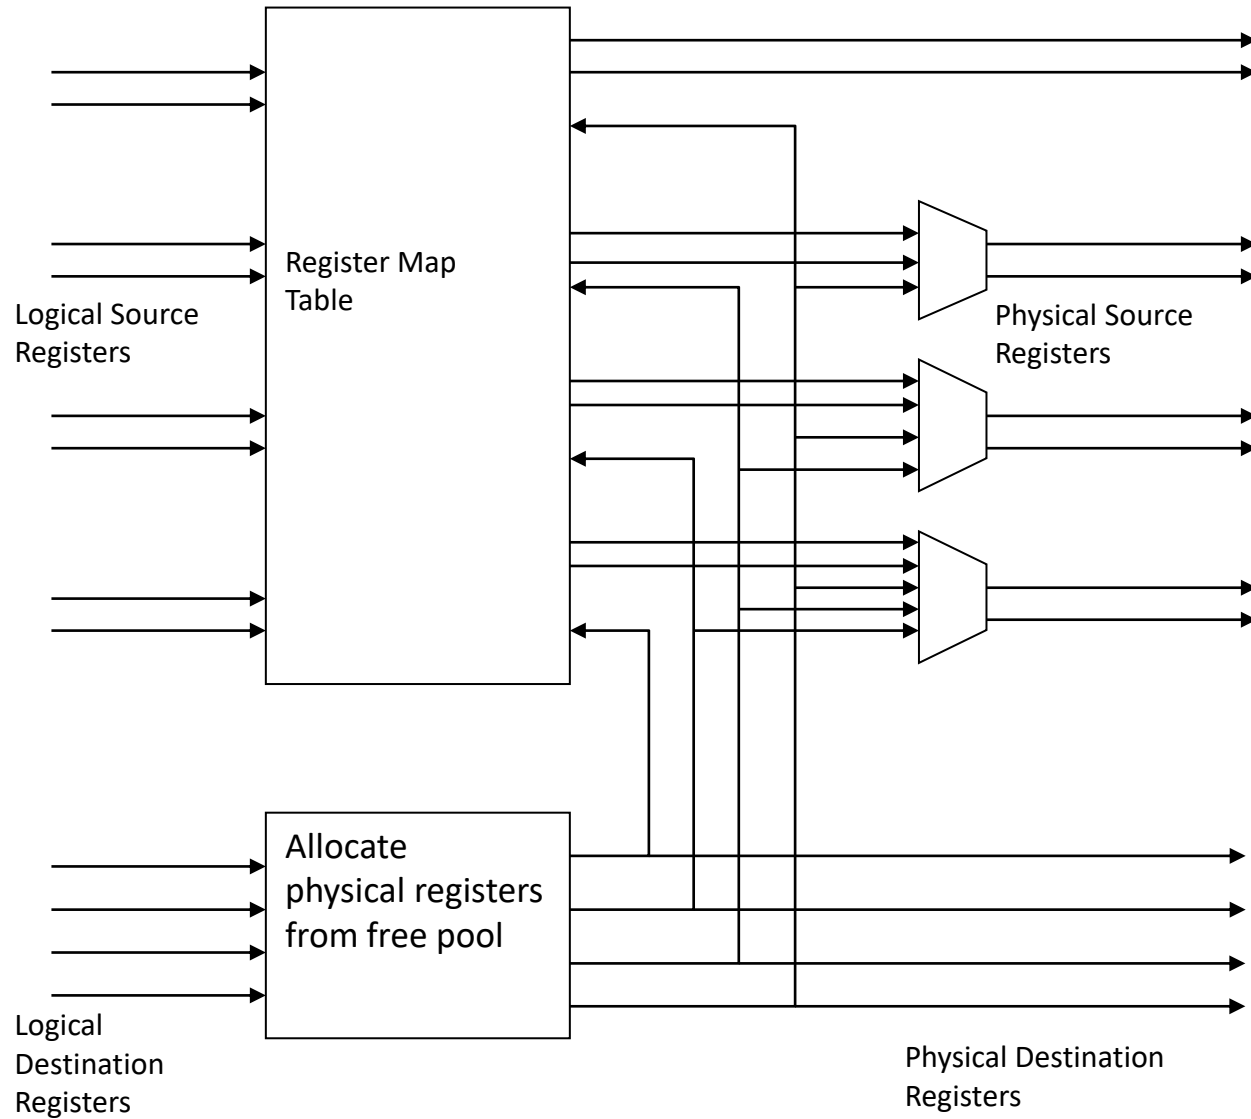 Register Map
Table
Logical Source
Registers
Physical Source
Registers
Allocate
physical registers
from free pool
Logical
Destination
Registers
Physical Destination
Registers